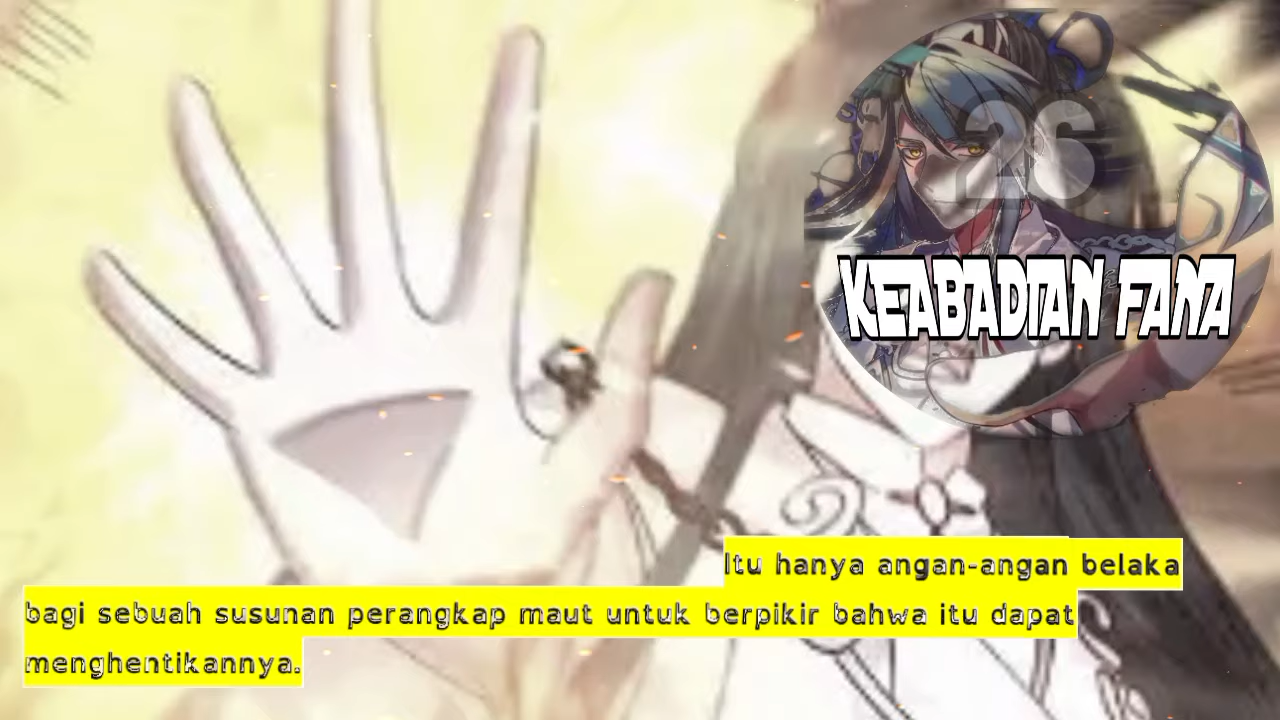 26
KEABADIAN FANA
Itu hanya angan-angan belaka
bagi sebuah susunan perangkap maut untuk berpikir bahwa itu dapat
menghentikannya.